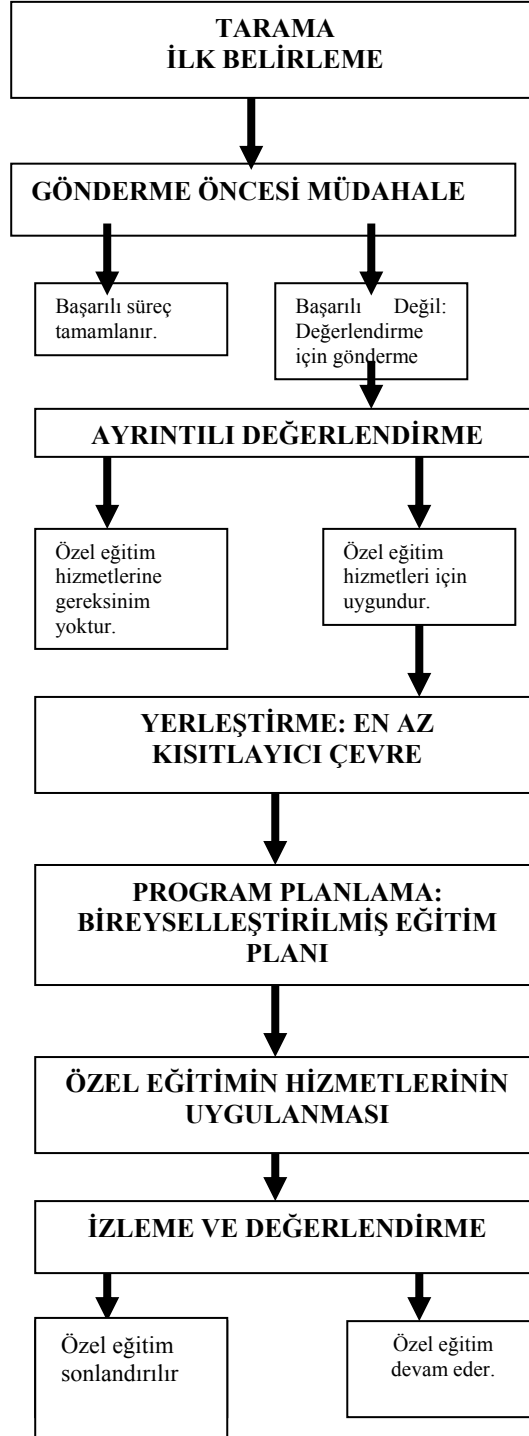 TARAMA
İLK BELİRLEME
GÖNDERME ÖNCESİ MÜDAHALE
Başarılı süreç
tamamlanır.
Başarılı Değil:
Değerlendirme
için gönderme
AYRINTILI DEĞERLENDİRME
Özel eğitim
hizmetlerine
gereksinim
yoktur.
Özel eğitim
hizmetleri için
uygundur.
YERLEŞTİRME: EN AZ
KISITLAYICI ÇEVRE
PROGRAM PLANLAMA:
BİREYSELLEŞTİRİLMİŞ EĞİTİM
PLANI
ÖZEL EĞİTİMİN HİZMETLERİNİN
UYGULANMASI
İZLEME VE DEĞERLENDİRME
Özel eğitim
sonlandırılır
Özel eğitim
devam eder.